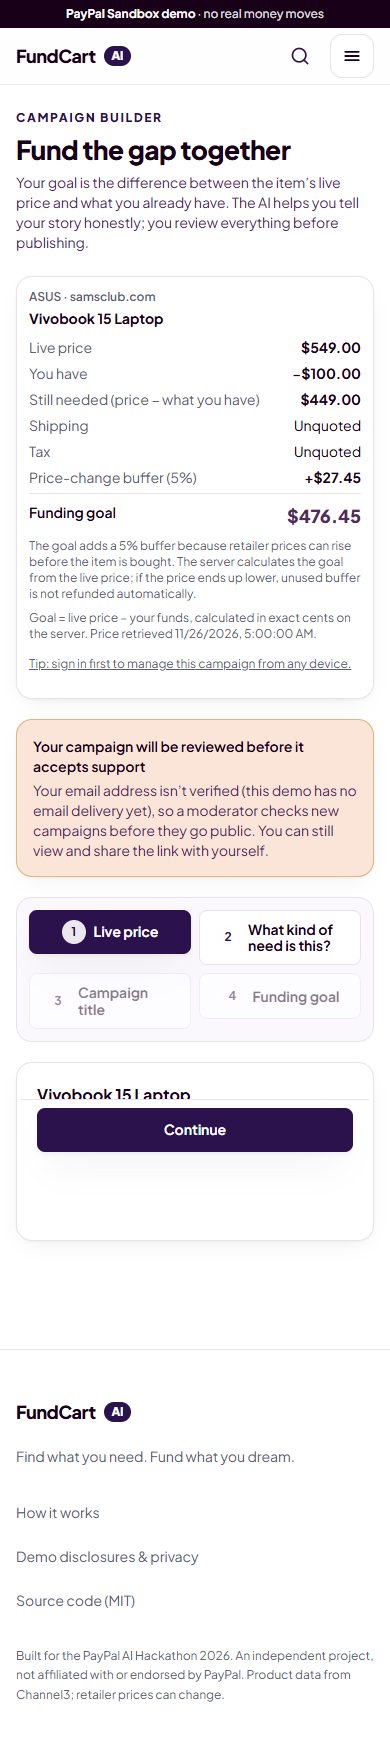 PayPal Sandbox demo · no real money moves
FundCart AI
CAMPAIGN BUILDER
Fund the gap together
Your goal is the difference between the item's live
price and what you already have. The AI helps you tell
your story honestly; you review everything before
publishing.
ASUS · samsclub.com
Vivobook 15 Laptop
Live price $549.00
You have −$100.00
Still needed (price − what you have) $449.00
Shipping Unquoted
Tax Unquoted
Price-change buffer (5%) +$27.45
Funding goal $476.45
The goal adds a 5% buffer because retailer prices can rise
before the item is bought. The server calculates the goal
from the live price; if the price ends up lower, unused buffer
is not refunded automatically.
Goal = live price − your funds, calculated in exact cents on
the server. Price retrieved 11/26/2026, 5:00:00 AM.
Tip: sign in first to manage this campaign from any device.
Your campaign will be reviewed before it
accepts support
Your email address isn't verified (this demo has no
email delivery yet), so a moderator checks new
campaigns before they go public. You can still
view and share the link with yourself.
1 Live price
2 What kind of
need is this?
3 Campaign
title
4 Funding goal
Vivobook 15 Laptop
Continue
FundCart AI
Find what you need. Fund what you dream.
How it works
Demo disclosures & privacy
Source code (MIT)
Built for the PayPal AI Hackathon 2026. An independent project,
not affiliated with or endorsed by PayPal. Product data from
Channel3; retailer prices can change.